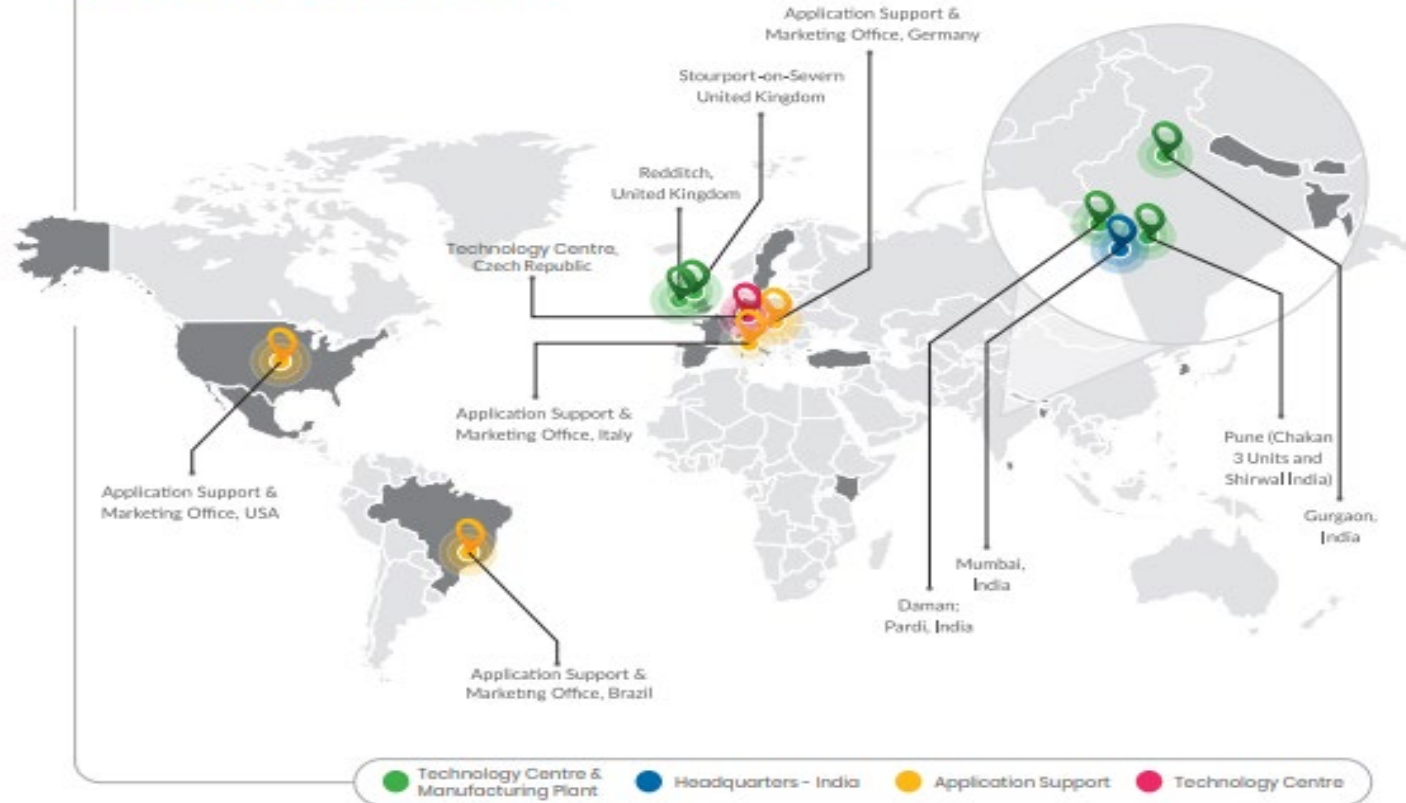 Application Support &
Marketing Office, Germany
Stourport-on-Severn
United Kingdom
Redditch,
United Kingdom
Technology Centre,
Czech Republic
Application Support &
Marketing Office, Italy
Application Support &
Marketing Office, USA
Application Support &
Marketing Office, Brazil
Pune (Chakan
3 Units and
Shirwal India)
Gurgaon,
India
Mumbai,
India
Daman;
Pardi, India
Technology Centre &
Manufacturing Plant
Headquarters - India
Application Support
Technology Centre